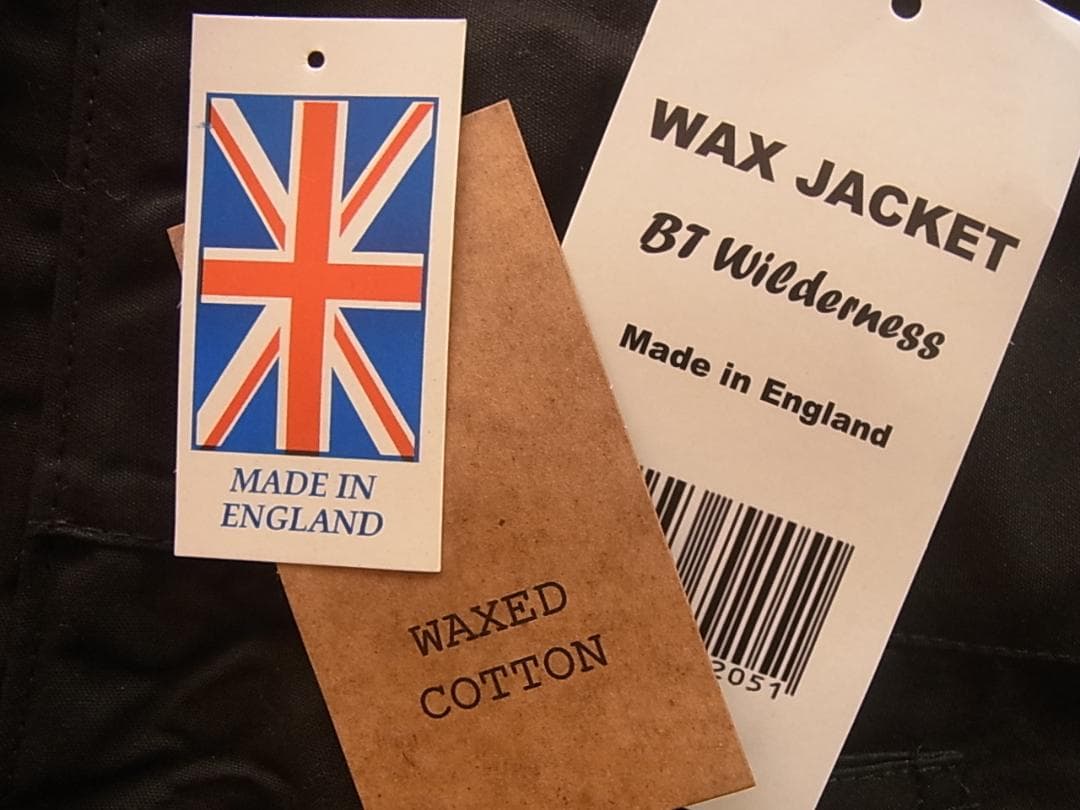 MADE IN
ENGLAND
WAXED
COTTON
WAX JACKET
BT Wilderness
Made in England
2051